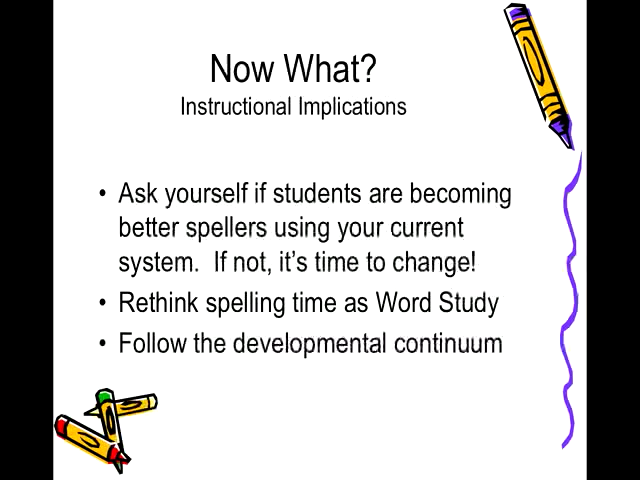 Now What?
Instructional Implications
• Ask yourself if students are becoming
better spellers using your current
system.  If not, it's time to change!
• Rethink spelling time as Word Study
• Follow the developmental continuum